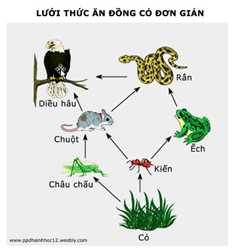 LƯỚI THỨC ĂN ĐỒNG CỎ ĐƠN GIẢN
Rắn
Diều hâu
Chuột
Ếch
Kiến
Châu chấu
Cỏ
www.ppdhsinhhoc12.weebly.com